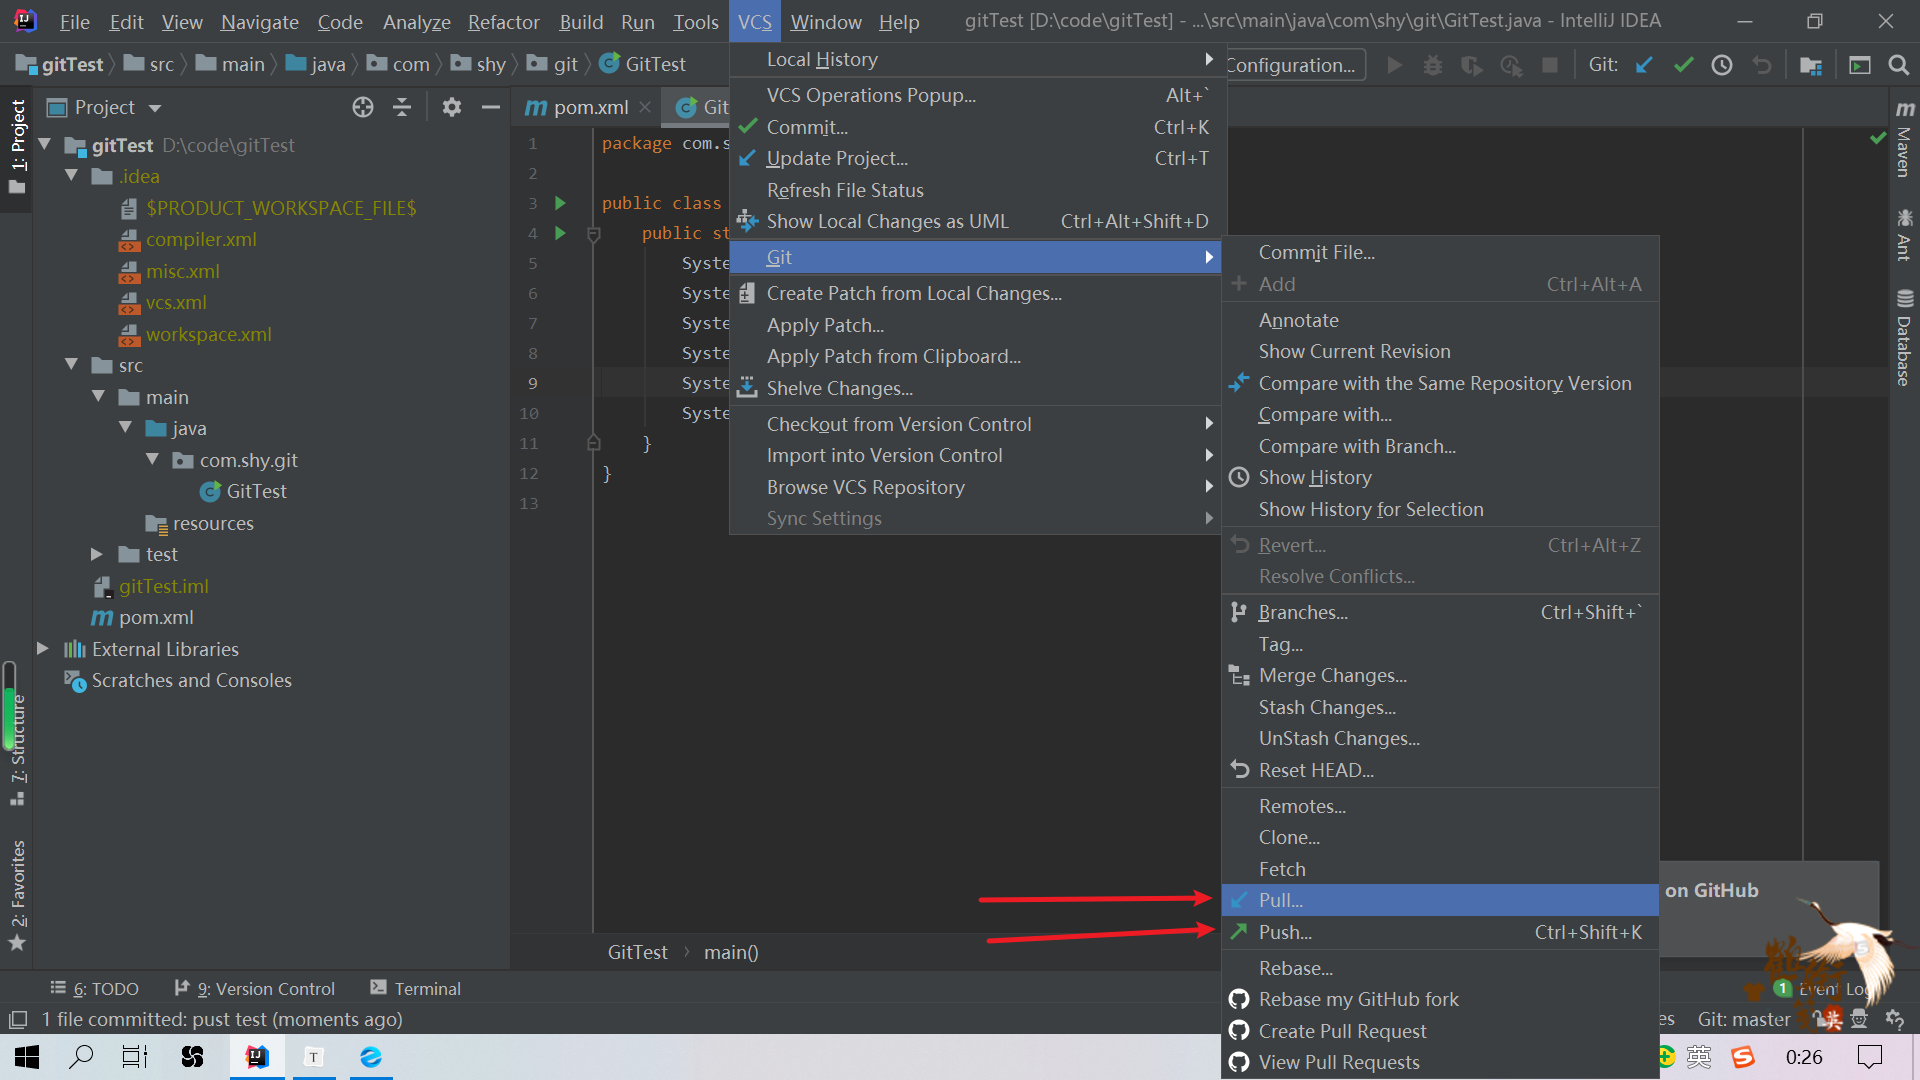 File Edit View Navigate Code Analyze Refactor Build Run Tools VCS Window Help gitTest [D:\code\gitTest] - ...\src\main\java\com\shy\git\GitTest.java - IntelliJ IDEA
gitTest src main java com shy git GitTest
Configuration... Git:
Project
pom.xml
Git
1: Project
7: Structure
2: Favorites
gitTest D:\code\gitTest
.idea
$PRODUCT_WORKSPACE_FILE$
compiler.xml
misc.xml
vcs.xml
workspace.xml
src
main
java
com.shy.git
GitTest
resources
test
gitTest.iml
pom.xml
External Libraries
Scratches and Consoles
1 package com.s
2
3 public class
4 public st
5 Syste
6 Syste
7 Syste
8 Syste
9 Syste
10 Syste
11 }
12 }
13
Local History
VCS Operations Popup... Alt+`
Commit... Ctrl+K
Update Project... Ctrl+T
Refresh File Status
Show Local Changes as UML Ctrl+Alt+Shift+D
Git
Create Patch from Local Changes...
Apply Patch...
Apply Patch from Clipboard...
Shelve Changes...
Checkout from Version Control
Import into Version Control
Browse VCS Repository
Sync Settings
Commit File...
Add Ctrl+Alt+A
Annotate
Show Current Revision
Compare with the Same Repository Version
Compare with...
Compare with Branch...
Show History
Show History for Selection
Revert... Ctrl+Alt+Z
Resolve Conflicts...
Branches... Ctrl+Shift+`
Tag...
Merge Changes...
Stash Changes...
UnStash Changes...
Reset HEAD...
Remotes...
Clone...
Fetch
Pull...
Push... Ctrl+Shift+K
Rebase...
Rebase my GitHub fork
Create Pull Request
View Pull Requests
Maven
Ant
Database
on GitHub
GitTest main()
6: TODO 9: Version Control Terminal
1 Event Log
1 file committed: pust test (moments ago)
es Git: master
英
T
英
0:26